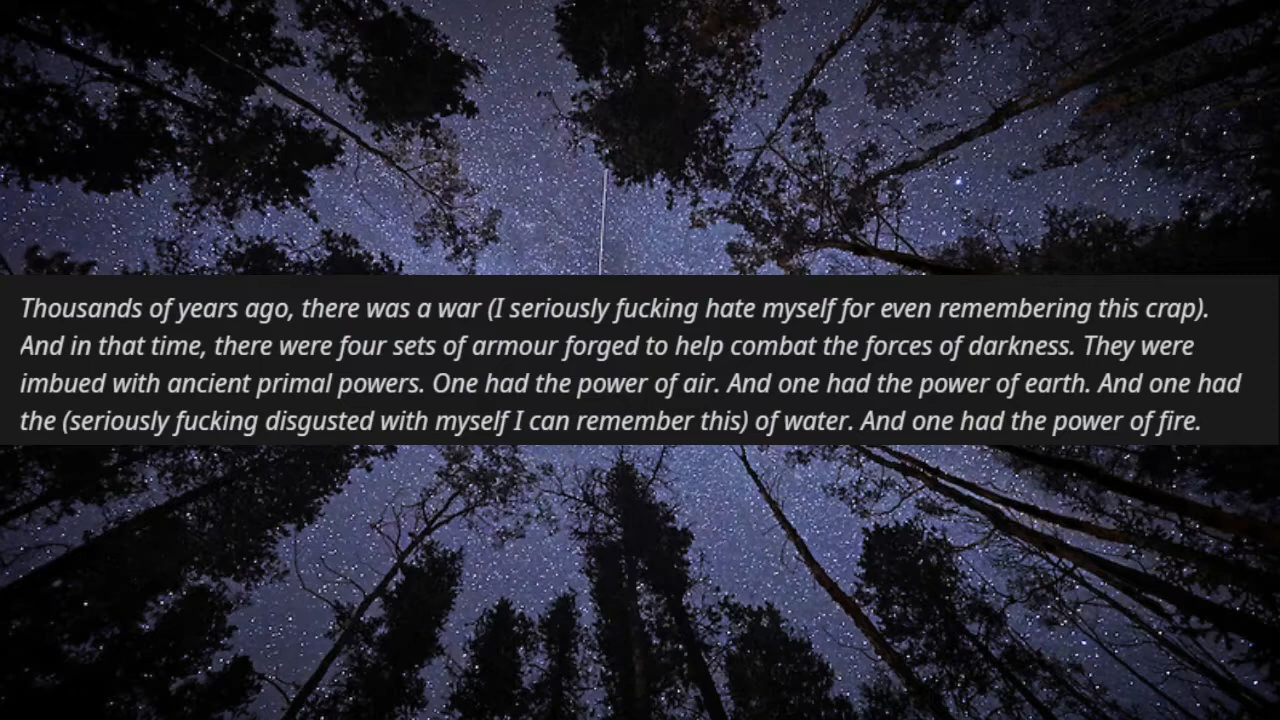 Thousands of years ago, there was a war (I seriously fucking hate myself for even remembering this crap).
And in that time, there were four sets of armour forged to help combat the forces of darkness. They were
imbued with ancient primal powers. One had the power of air. And one had the power of earth. And one had
the (seriously fucking disgusted with myself I can remember this) of water. And one had the power of fire.